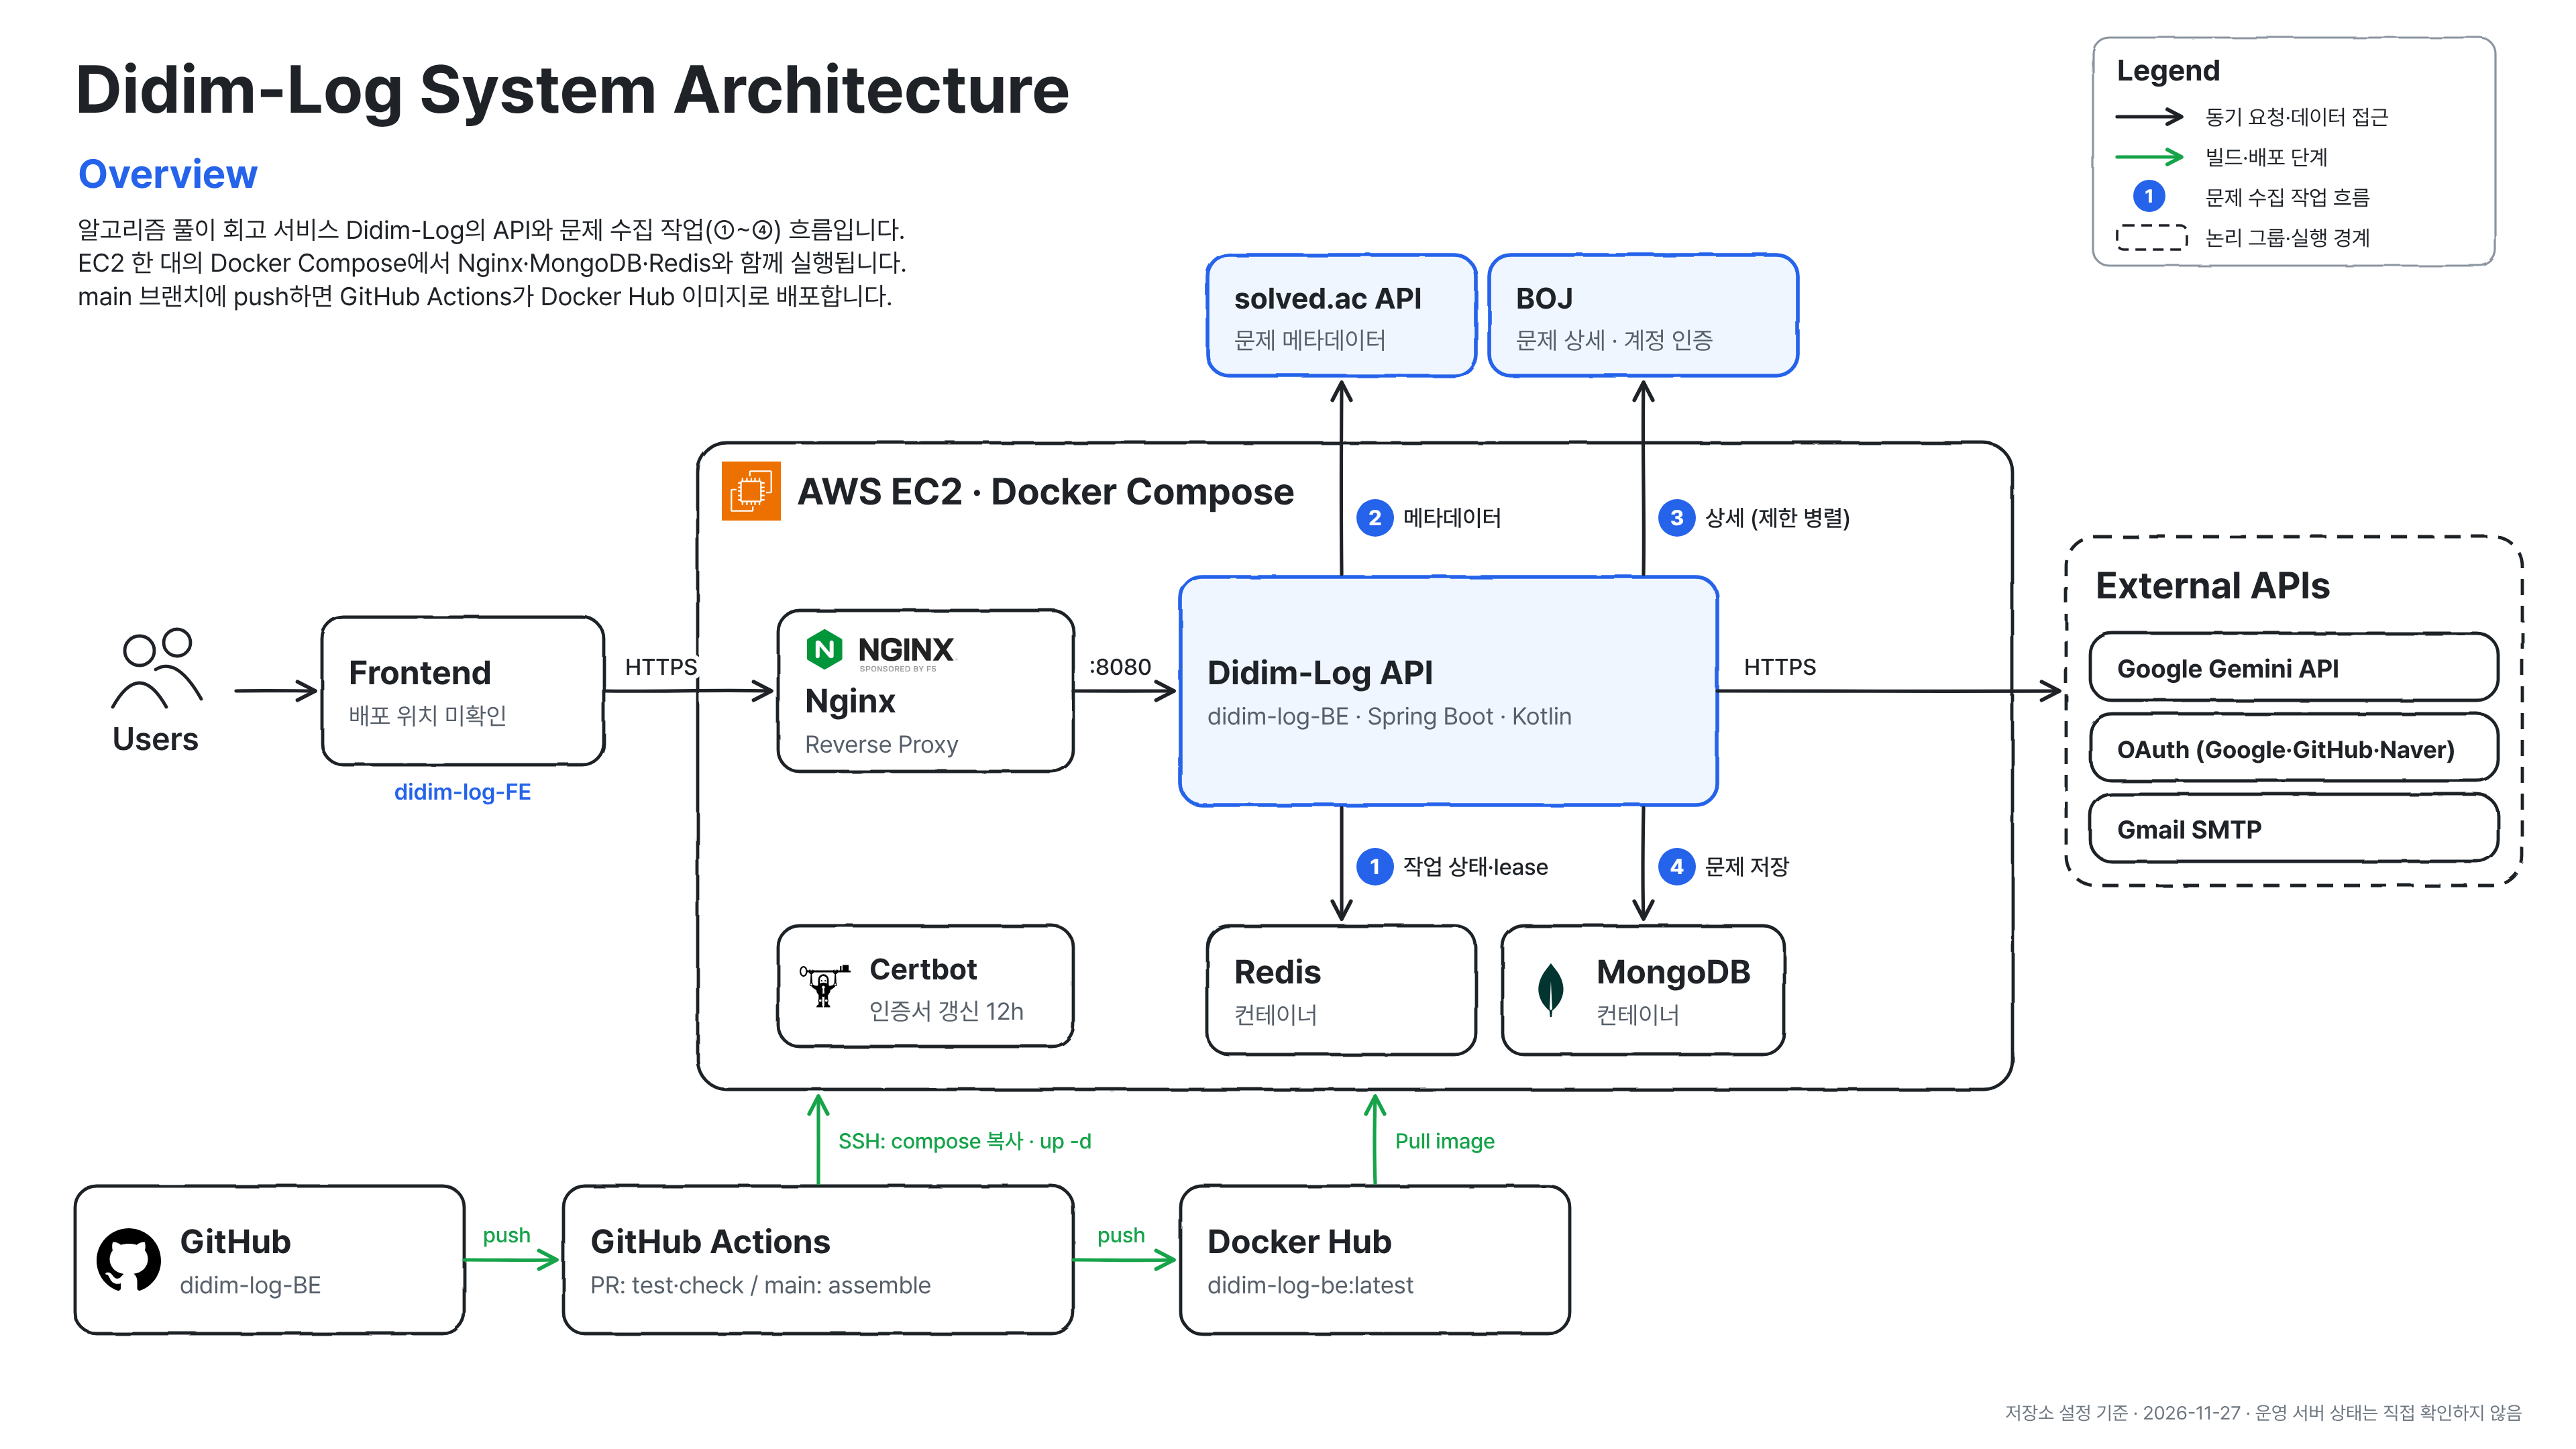 Didim-Log System Architecture
Overview
알고리즘 풀이 회고 서비스 Didim-Log의 API와 문제 수집 작업(①~④) 흐름입니다.
EC2 한 대의 Docker Compose에서 Nginx·MongoDB·Redis와 함께 실행됩니다.
main 브랜치에 push하면 GitHub Actions가 Docker Hub 이미지로 배포합니다.
Legend
동기 요청·데이터 접근
빌드·배포 단계
1 문제 수집 작업 흐름
논리 그룹·실행 경계
solved.ac API
문제 메타데이터
BOJ
문제 상세 · 계정 인증
AWS EC2 · Docker Compose
2 메타데이터
3 상세 (제한 병렬)
Users
Frontend
배포 위치 미확인
didim-log-FE
HTTPS
NGINX
SPONSORED BY F5
Nginx
Reverse Proxy
:8080
Didim-Log API
didim-log-BE · Spring Boot · Kotlin
HTTPS
External APIs
Google Gemini API
OAuth (Google·GitHub·Naver)
Gmail SMTP
1 작업 상태·lease
4 문제 저장
Certbot
인증서 갱신 12h
Redis
컨테이너
MongoDB
컨테이너
SSH: compose 복사 · up -d
Pull image
GitHub
didim-log-BE
push
GitHub Actions
PR: test·check / main: assemble
push
Docker Hub
didim-log-be:latest
저장소 설정 기준 · 2026-11-27 · 운영 서버 상태는 직접 확인하지 않음